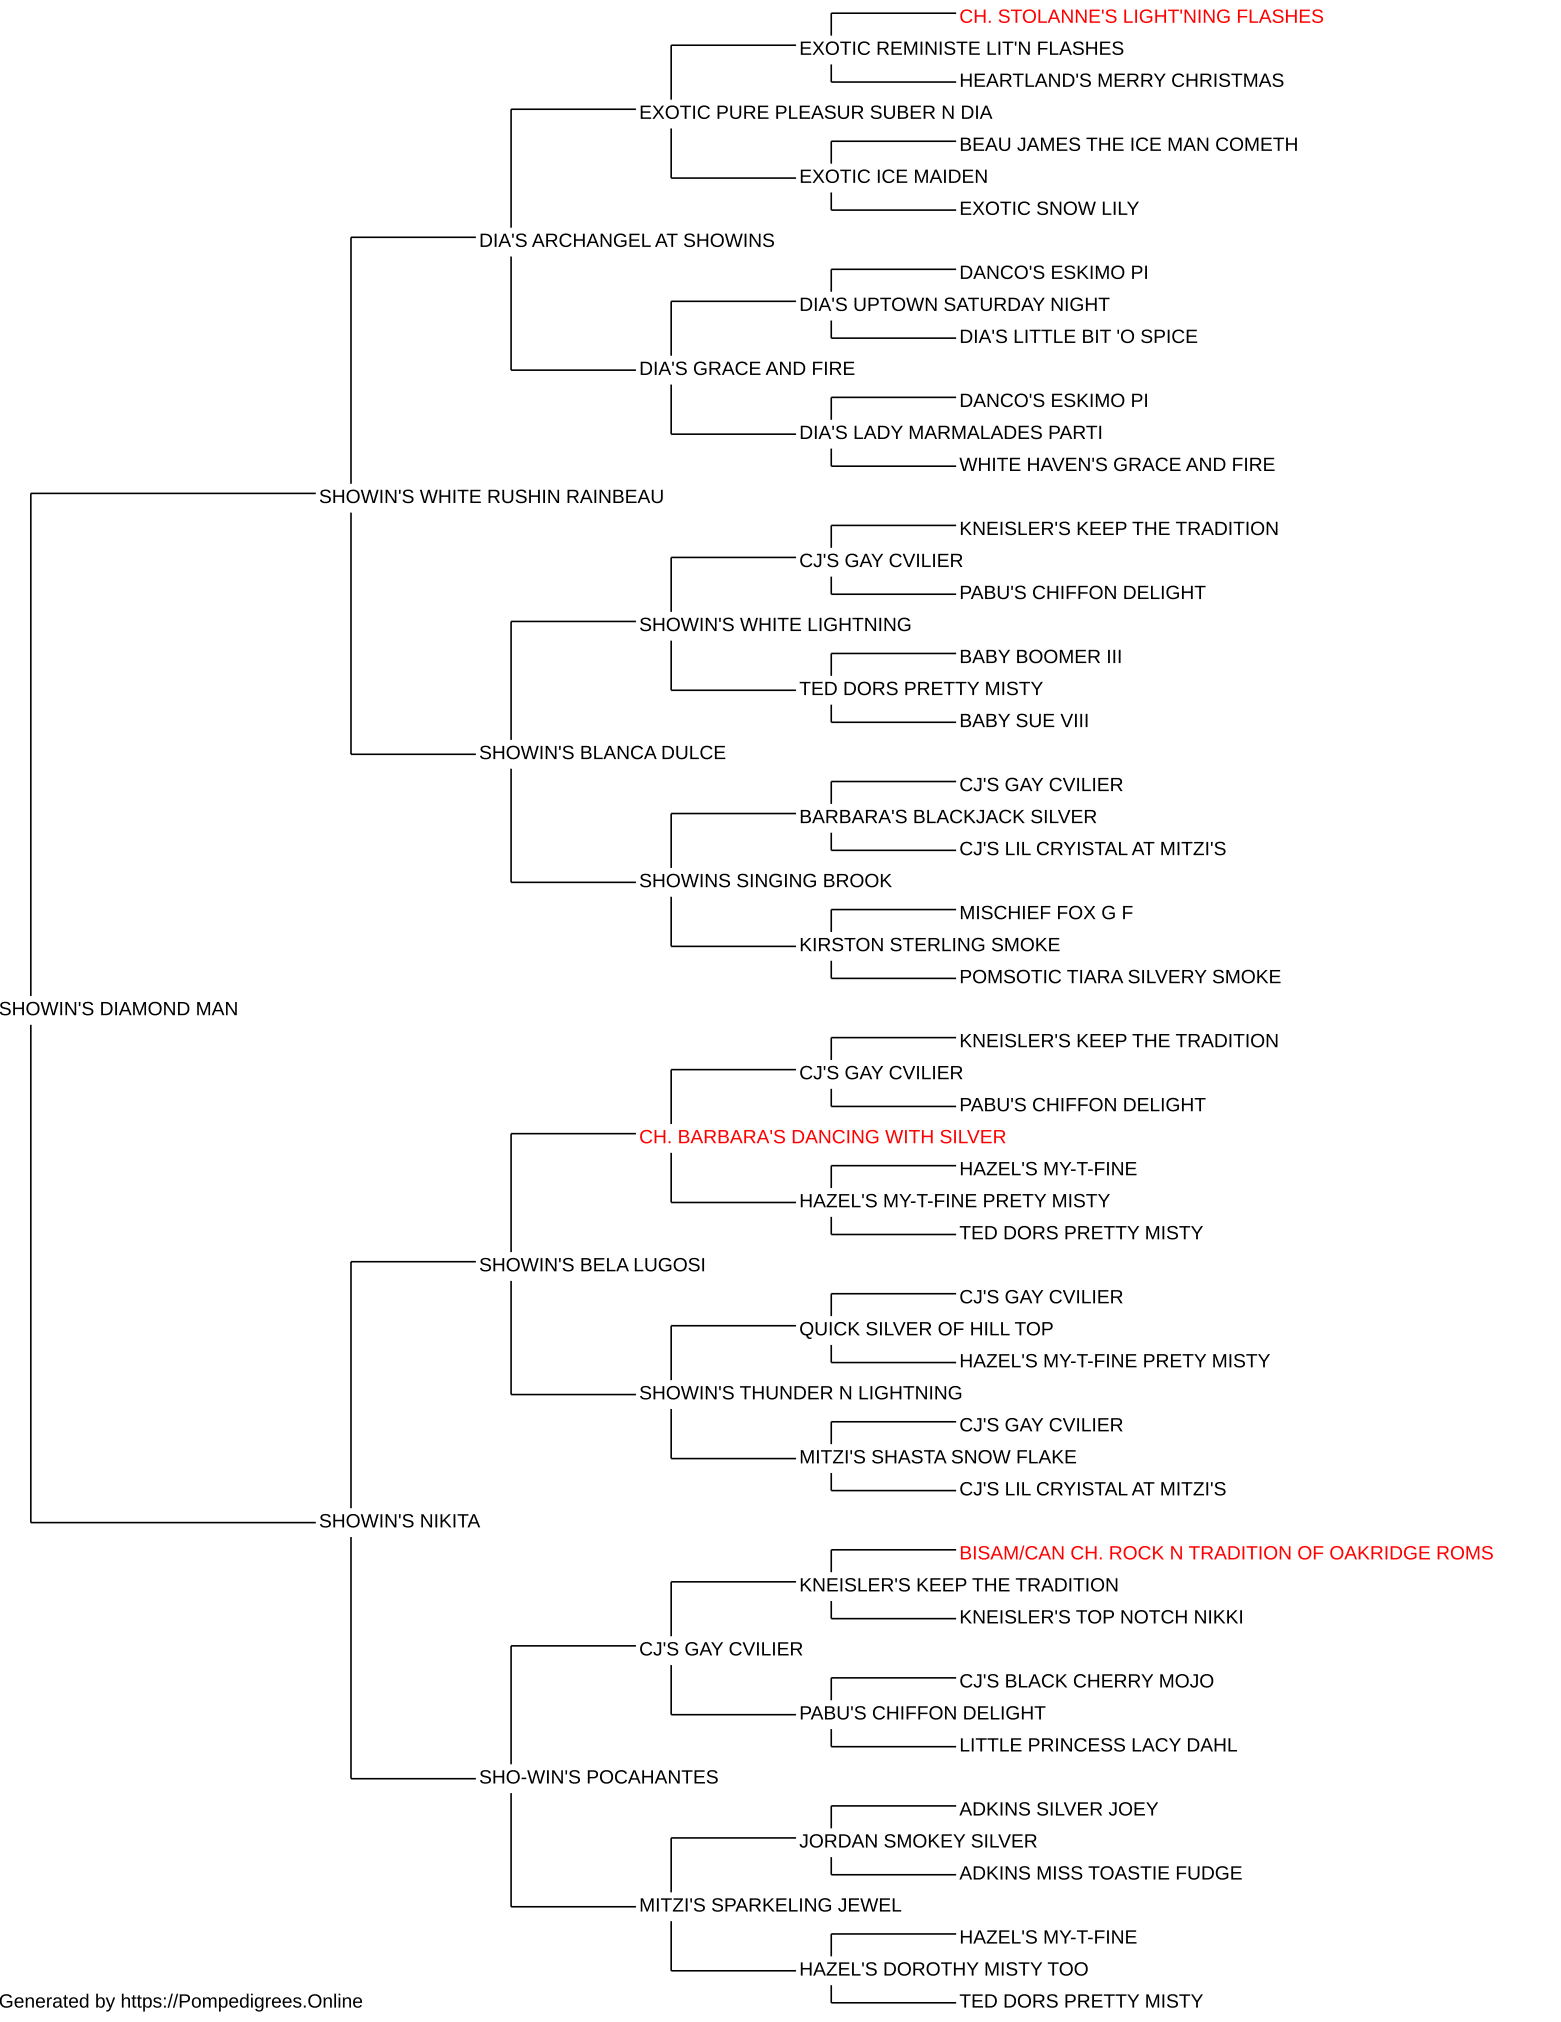 CH. STOLANNE'S LIGHT'NING FLASHES
EXOTIC REMINISTE LIT'N FLASHES
HEARTLAND'S MERRY CHRISTMAS
EXOTIC PURE PLEASUR SUBER N DIA
BEAU JAMES THE ICE MAN COMETH
EXOTIC ICE MAIDEN
EXOTIC SNOW LILY
DIA'S ARCHANGEL AT SHOWINS
DANCO'S ESKIMO PI
DIA'S UPTOWN SATURDAY NIGHT
DIA'S LITTLE BIT 'O SPICE
DIA'S GRACE AND FIRE
DANCO'S ESKIMO PI
DIA'S LADY MARMALADES PARTI
WHITE HAVEN'S GRACE AND FIRE
SHOWIN'S WHITE RUSHIN RAINBEAU
KNEISLER'S KEEP THE TRADITION
CJ'S GAY CVILIER
PABU'S CHIFFON DELIGHT
SHOWIN'S WHITE LIGHTNING
BABY BOOMER III
TED DORS PRETTY MISTY
BABY SUE VIII
SHOWIN'S BLANCA DULCE
CJ'S GAY CVILIER
BARBARA'S BLACKJACK SILVER
CJ'S LIL CRYISTAL AT MITZI'S
SHOWINS SINGING BROOK
MISCHIEF FOX G F
KIRSTON STERLING SMOKE
POMSOTIC TIARA SILVERY SMOKE
SHOWIN'S DIAMOND MAN
KNEISLER'S KEEP THE TRADITION
CJ'S GAY CVILIER
PABU'S CHIFFON DELIGHT
CH. BARBARA'S DANCING WITH SILVER
HAZEL'S MY-T-FINE
HAZEL'S MY-T-FINE PRETY MISTY
TED DORS PRETTY MISTY
SHOWIN'S BELA LUGOSI
CJ'S GAY CVILIER
QUICK SILVER OF HILL TOP
HAZEL'S MY-T-FINE PRETY MISTY
SHOWIN'S THUNDER N LIGHTNING
CJ'S GAY CVILIER
MITZI'S SHASTA SNOW FLAKE
CJ'S LIL CRYISTAL AT MITZI'S
SHOWIN'S NIKITA
BISAM/CAN CH. ROCK N TRADITION OF OAKRIDGE ROMS
KNEISLER'S KEEP THE TRADITION
KNEISLER'S TOP NOTCH NIKKI
CJ'S GAY CVILIER
CJ'S BLACK CHERRY MOJO
PABU'S CHIFFON DELIGHT
LITTLE PRINCESS LACY DAHL
SHO-WIN'S POCAHANTES
ADKINS SILVER JOEY
JORDAN SMOKEY SILVER
ADKINS MISS TOASTIE FUDGE
MITZI'S SPARKELING JEWEL
HAZEL'S MY-T-FINE
HAZEL'S DOROTHY MISTY TOO
TED DORS PRETTY MISTY
Generated by https://Pompedigrees.Online